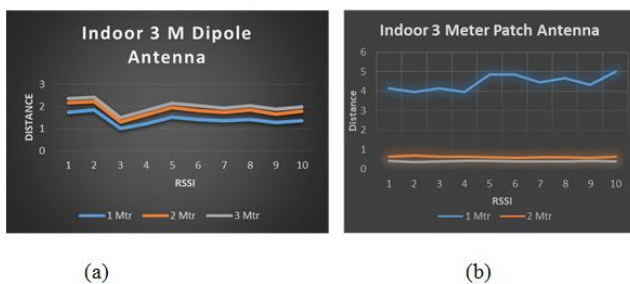 Indoor 3 M Dipole
Antenna
3
2
1
0
DISTANCE
1 2 3 4 5 6 7 8 9 10
RSSI
1 Mtr 2 Mtr 3 Mtr
(a)
Indoor 3 Meter Patch Antenna
6
5
4
3
2
1
0
Distance
1 2 3 4 5 6 7 8 9 10
RSSI
1 Mtr 2 Mtr
(b)